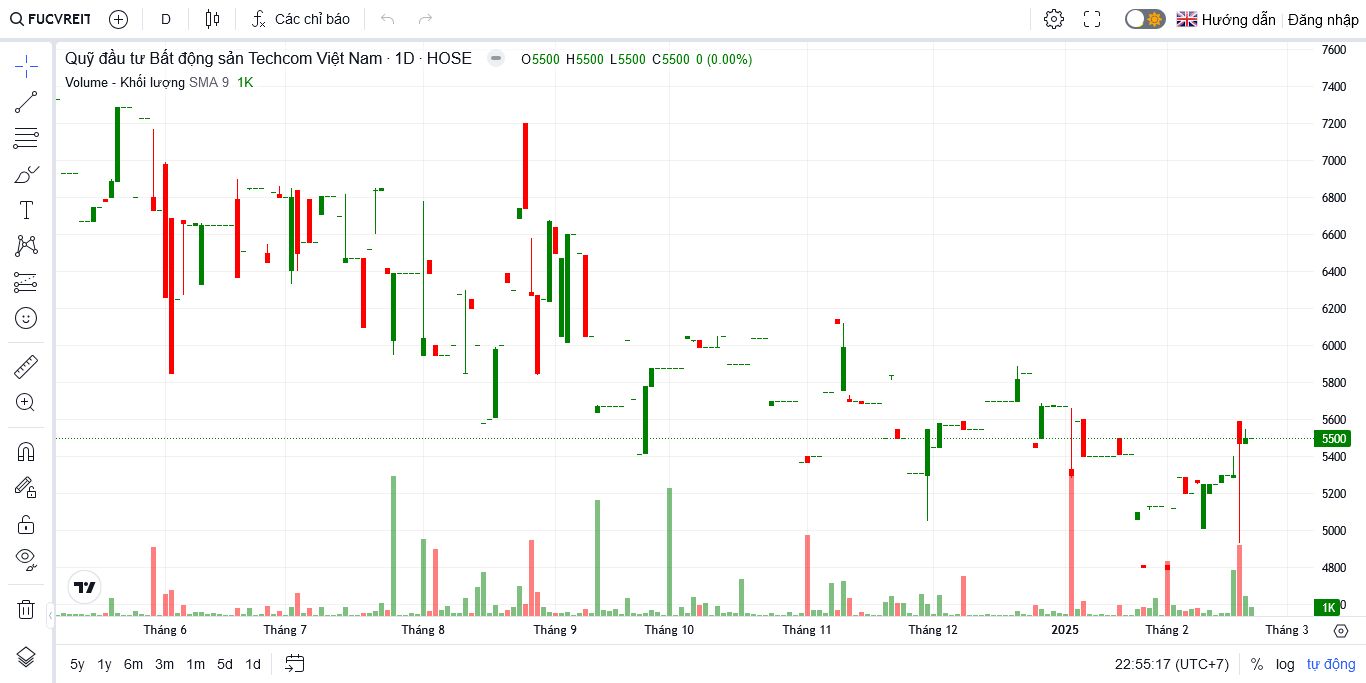 FUCVREIT D Các chỉ báo Hướng dẫn Đăng nhập
Quỹ đầu tư Bất động sản Techcom Việt Nam · 1D · HOSE O5500 H5500 L5500 C5500 0 (0.00%)
Volume - Khối lượng SMA 9 1K
7600
7400
7200
7000
6800
6600
6400
6200
6000
5800
5600
5500
5400
5200
5000
4800
1K
Tháng 6 Tháng 7 Tháng 8 Tháng 9 Tháng 10 Tháng 11 Tháng 12 2025 Tháng 2 Tháng 3
5y 1y 6m 3m 1m 5d 1d 22:55:17 (UTC+7) % log tự động